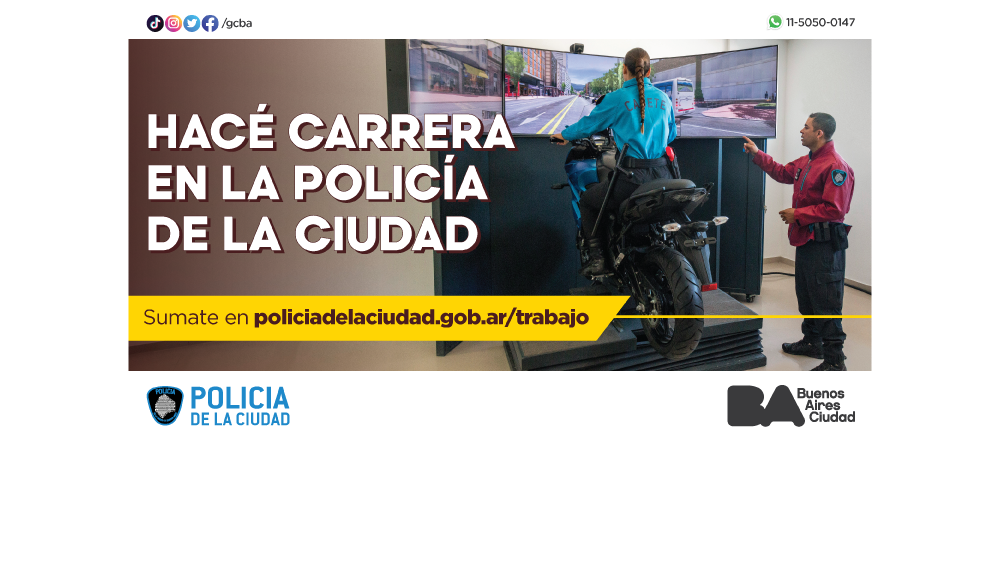 /gcba
11-5050-0147
HACÉ CARRERA
EN LA POLICÍA
DE LA CIUDAD
Sumate en policiadelaciudad.gob.ar/trabajo
CADETE
POLICIA
POLICIA
DE LA CIUDAD
BA
Buenos
Aires
Ciudad